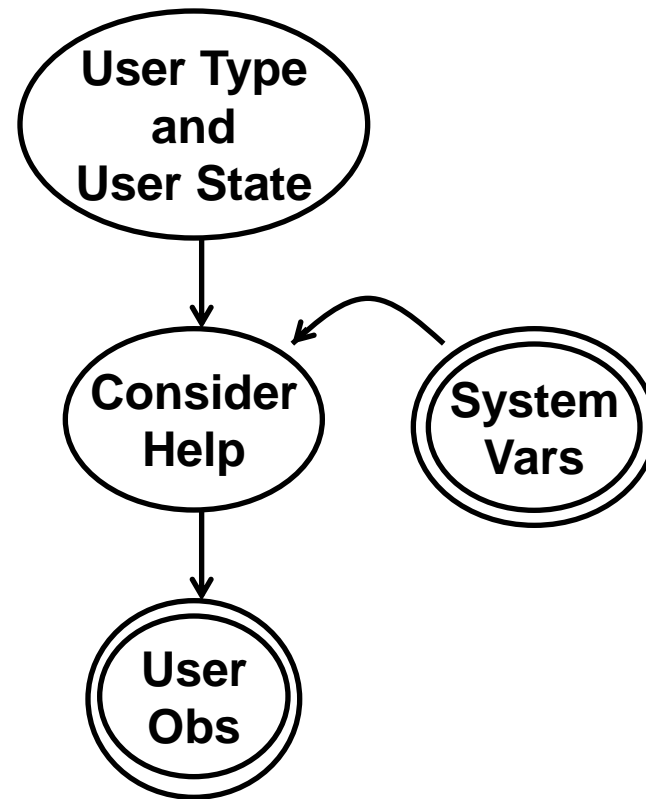 User Type
and
User State
Consider
Help
System
Vars
User
Obs